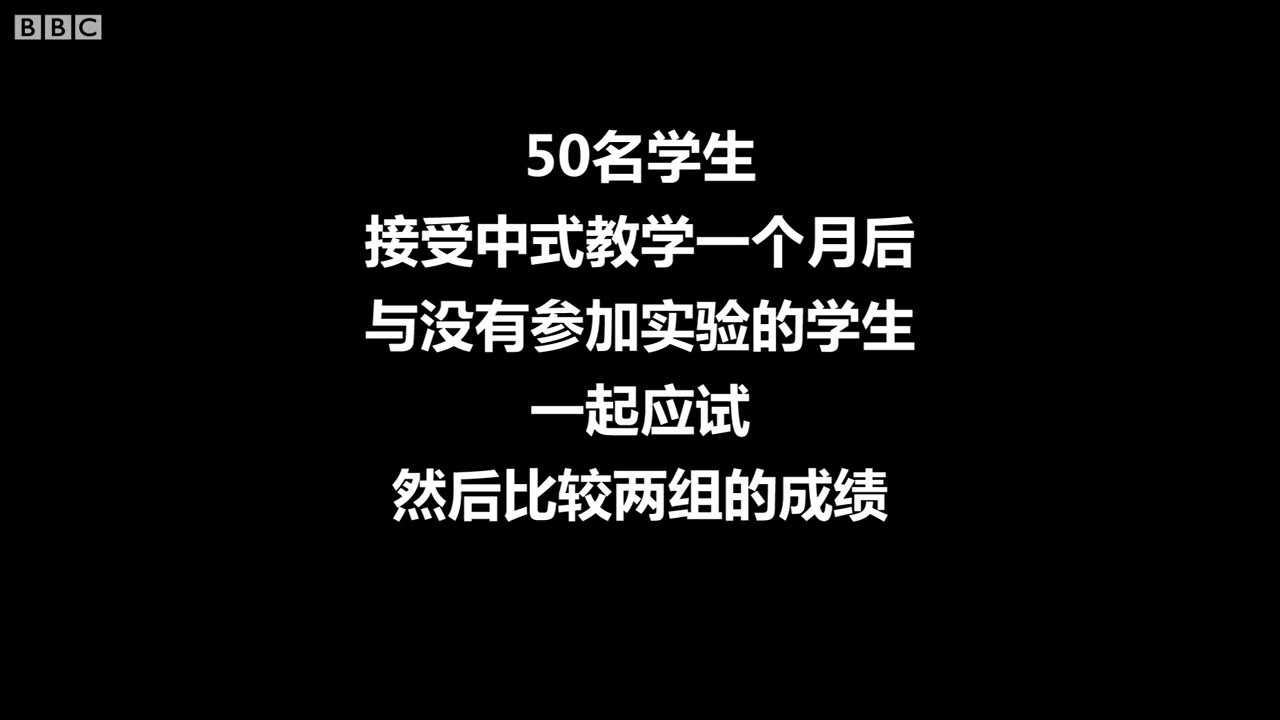 BBC
50名学生
接受中式教学一个月后
与没有参加实验的学生
一起应试
然后比较两组的成绩